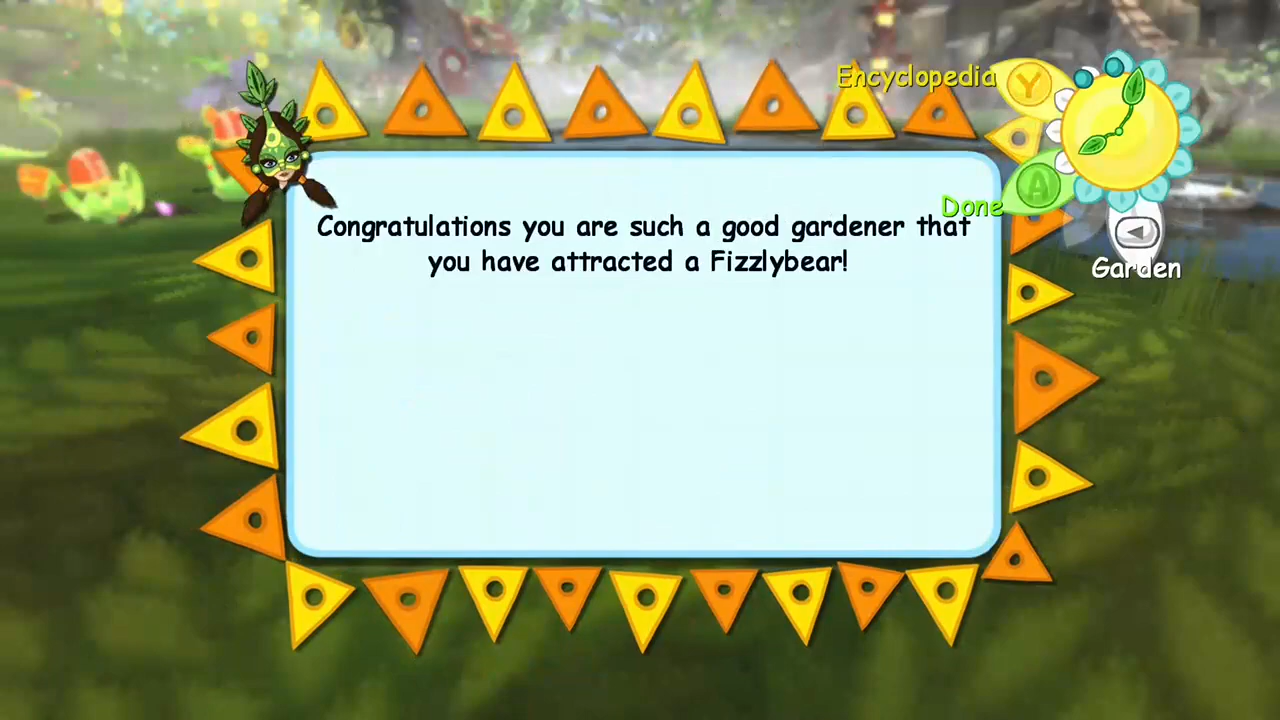 Encyclopedia
Y
A
Done
Congratulations you are such a good gardener that
you have attracted a Fizzlybear!
Garden